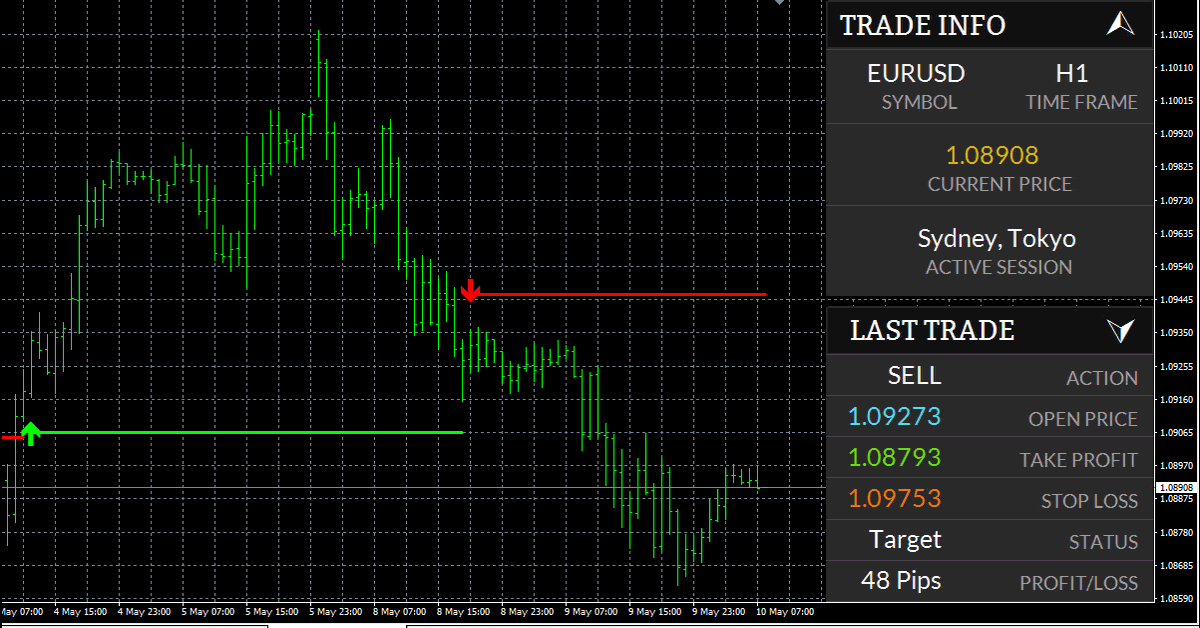 TRADE INFO
EURUSD H1
SYMBOL TIME FRAME
1.08908
CURRENT PRICE
Sydney, Tokyo
ACTIVE SESSION
LAST TRADE
SELL ACTION
1.09273 OPEN PRICE
1.08793 TAKE PROFIT
1.09753 STOP LOSS
Target STATUS
48 Pips PROFIT/LOSS
1.10205
1.10110
1.10015
1.09920
1.09825
1.09730
1.09635
1.09540
1.09445
1.09350
1.09255
1.09160
1.09065
1.08970
1.08908
1.08875
1.08780
1.08685
1.08590
May 07:00 4 May 15:00 4 May 23:00 5 May 07:00 5 May 15:00 5 May 23:00 8 May 07:00 8 May 15:00 8 May 23:00 9 May 07:00 9 May 15:00 9 May 23:00 10 May 07:00